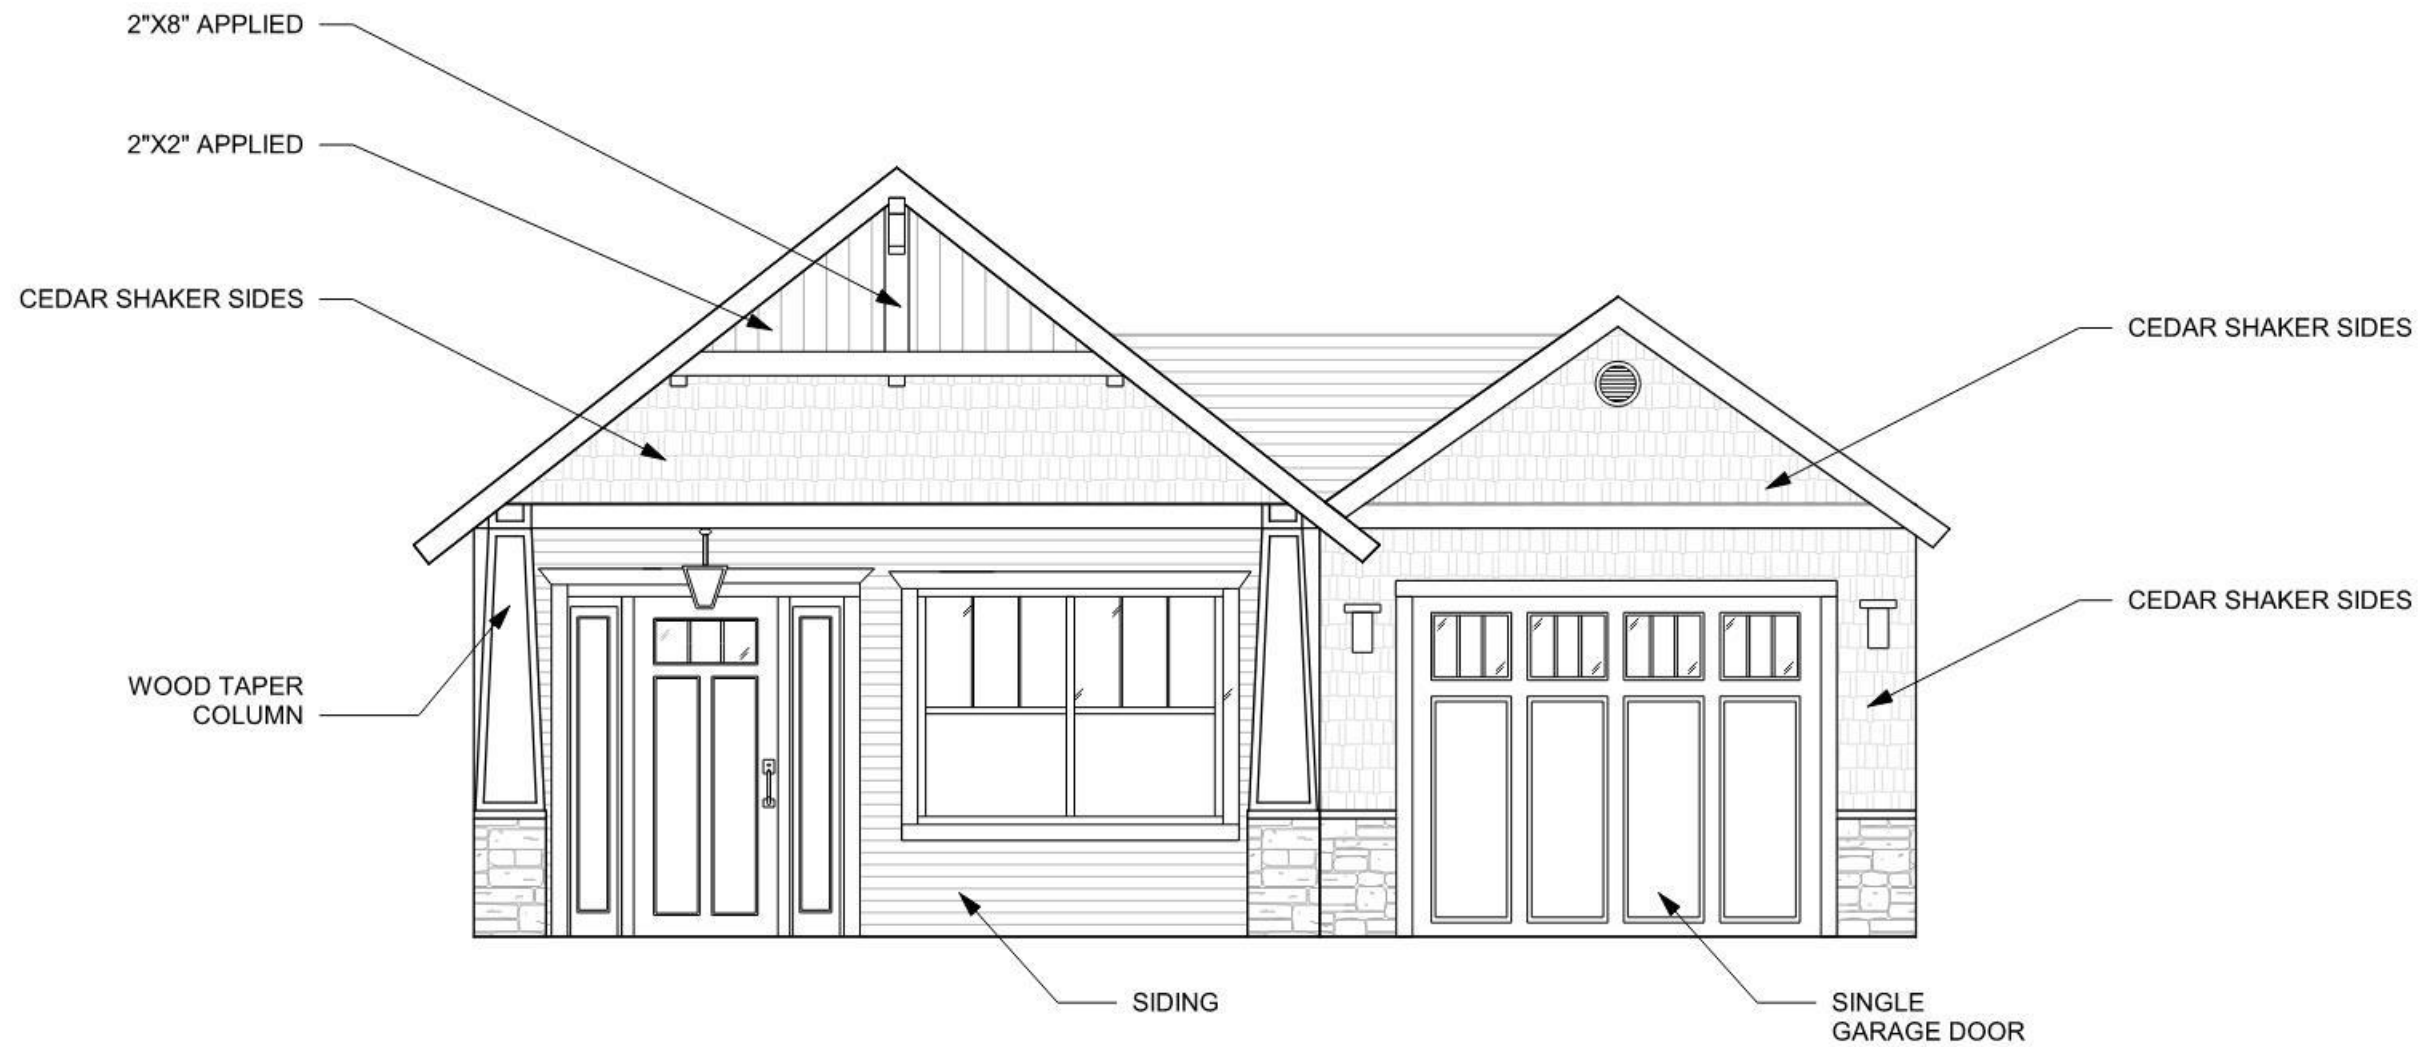 2"X8" APPLIED
2"X2" APPLIED
CEDAR SHAKER SIDES
CEDAR SHAKER SIDES
CEDAR SHAKER SIDES
WOOD TAPER
COLUMN
SIDING
SINGLE
GARAGE DOOR